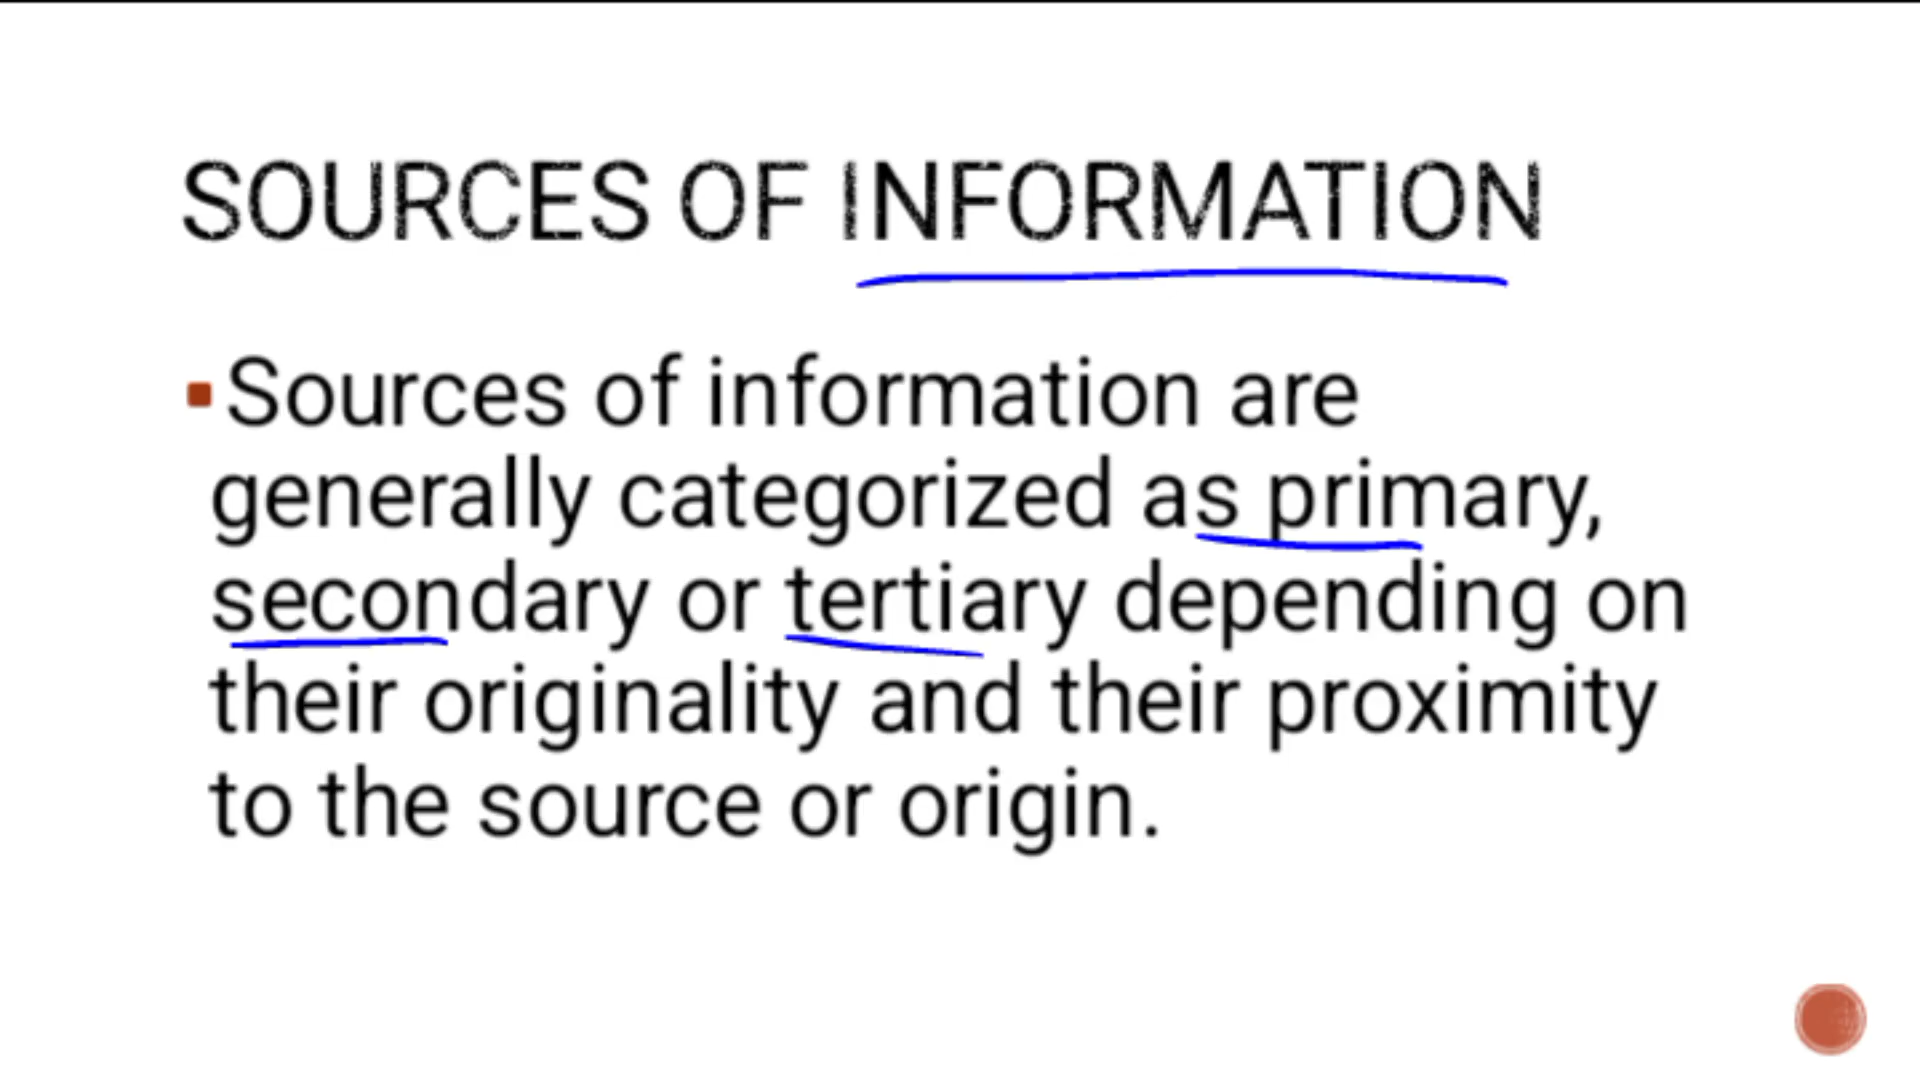 SOURCES OF INFORMATION
Sources of information are
generally categorized as primary,
secondary or tertiary depending on
their originality and their proximity
to the source or origin.